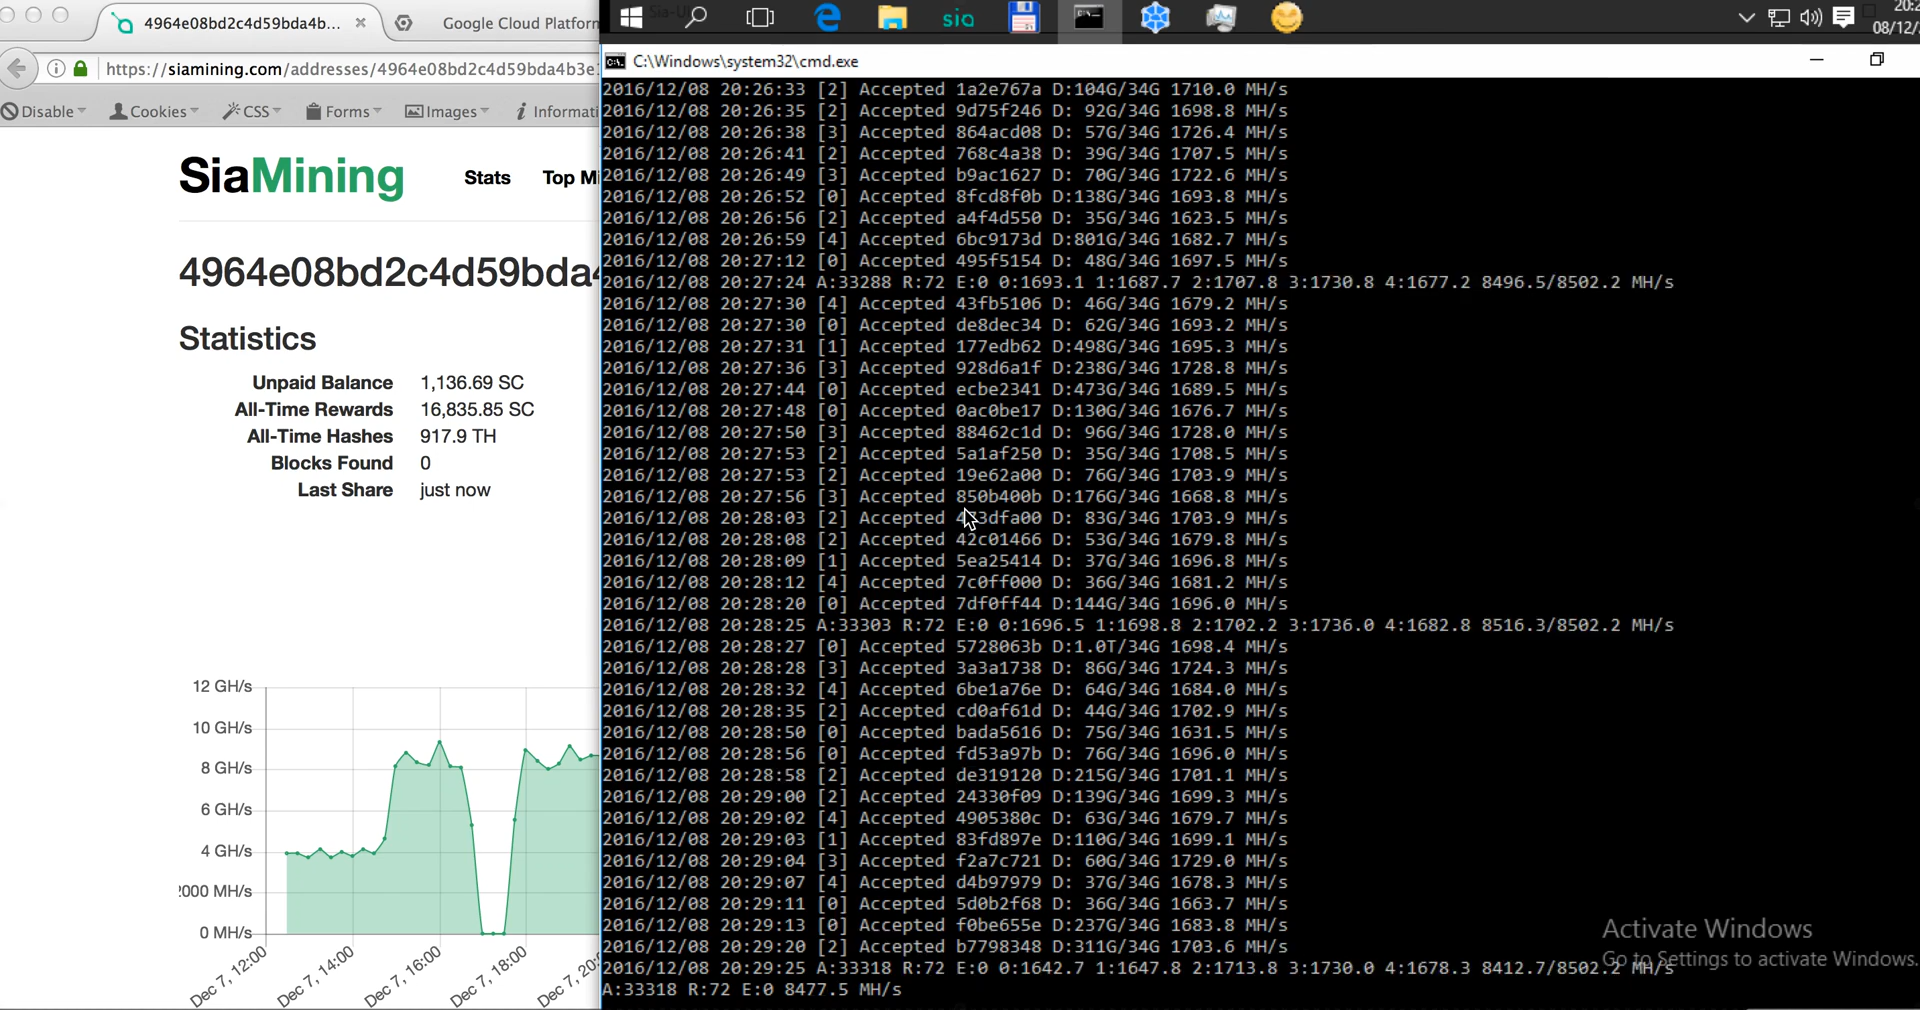 4964e08bd2c4d59bda4b...
Google Cloud Platform
https://siamining.com/addresses/4964e08bd2c4d59bda4b3e
Disable
Cookies
CSS
Forms
Images
Informati
SiaMining
Stats
Top Mi
4964e08bd2c4d59bda4
Statistics
Unpaid Balance 1,136.69 SC
All-Time Rewards 16,835.85 SC
All-Time Hashes 917.9 TH
Blocks Found 0
Last Share just now
12 GH/s
10 GH/s
8 GH/s
6 GH/s
4 GH/s
2000 MH/s
0 MH/s
Dec 7, 12:00
Dec 7, 14:00
Dec 7, 16:00
Dec 7, 18:00
Dec 7, 20:
Sia-UI
sia
20:2
08/12/
C:\Windows\system32\cmd.exe
2016/12/08 20:26:33 [2] Accepted 1a2e767a D:104G/34G 1710.0 MH/s
2016/12/08 20:26:35 [2] Accepted 9d75f246 D: 92G/34G 1698.8 MH/s
2016/12/08 20:26:38 [3] Accepted 864acd08 D: 57G/34G 1726.4 MH/s
2016/12/08 20:26:41 [2] Accepted 768c4a38 D: 39G/34G 1707.5 MH/s
2016/12/08 20:26:49 [3] Accepted b9ac1627 D: 70G/34G 1722.6 MH/s
2016/12/08 20:26:52 [0] Accepted 8fcd8f0b D:138G/34G 1693.8 MH/s
2016/12/08 20:26:56 [2] Accepted a4f4d550 D: 35G/34G 1623.5 MH/s
2016/12/08 20:26:59 [4] Accepted 6bc9173d D:801G/34G 1682.7 MH/s
2016/12/08 20:27:12 [0] Accepted 495f5154 D: 48G/34G 1697.5 MH/s
2016/12/08 20:27:24 A:33288 R:72 E:0 0:1693.1 1:1687.7 2:1707.8 3:1730.8 4:1677.2 8496.5/8502.2 MH/s
2016/12/08 20:27:30 [4] Accepted 43fb5106 D: 46G/34G 1679.2 MH/s
2016/12/08 20:27:30 [0] Accepted de8dec34 D: 62G/34G 1693.2 MH/s
2016/12/08 20:27:31 [1] Accepted 177edb62 D:498G/34G 1695.3 MH/s
2016/12/08 20:27:36 [3] Accepted 928d6a1f D:238G/34G 1728.8 MH/s
2016/12/08 20:27:44 [0] Accepted ecbe2341 D:473G/34G 1689.5 MH/s
2016/12/08 20:27:48 [0] Accepted 0ac0be17 D:130G/34G 1676.7 MH/s
2016/12/08 20:27:50 [3] Accepted 88462c1d D: 96G/34G 1728.0 MH/s
2016/12/08 20:27:53 [2] Accepted 5a1af250 D: 35G/34G 1708.5 MH/s
2016/12/08 20:27:53 [2] Accepted 19e62a00 D: 76G/34G 1703.9 MH/s
2016/12/08 20:27:56 [3] Accepted 850b400b D:176G/34G 1668.8 MH/s
2016/12/08 20:28:03 [2] Accepted D: 83G/34G 1703.9 MH/s
2016/12/08 20:28:08 [2] Accepted 42c01466 D: 53G/34G 1679.8 MH/s
2016/12/08 20:28:09 [1] Accepted 5ea25414 D: 37G/34G 1696.8 MH/s
2016/12/08 20:28:12 [4] Accepted 7c0ff000 D: 36G/34G 1681.2 MH/s
2016/12/08 20:28:20 [0] Accepted 7df0ff44 D:144G/34G 1696.0 MH/s
2016/12/08 20:28:25 A:33303 R:72 E:0 0:1696.5 1:1698.8 2:1702.2 3:1736.0 4:1682.8 8516.3/8502.2 MH/s
2016/12/08 20:28:27 [0] Accepted 5728063b D:1.0T/34G 1698.4 MH/s
2016/12/08 20:28:28 [3] Accepted 3a3a1738 D: 86G/34G 1724.3 MH/s
2016/12/08 20:28:32 [4] Accepted 6be1a76e D: 64G/34G 1684.0 MH/s
2016/12/08 20:28:35 [2] Accepted cd0af61d D: 44G/34G 1702.9 MH/s
2016/12/08 20:28:50 [0] Accepted bada5616 D: 75G/34G 1631.5 MH/s
2016/12/08 20:28:56 [0] Accepted fd53a97b D: 76G/34G 1696.0 MH/s
2016/12/08 20:28:58 [2] Accepted de319120 D:215G/34G 1701.1 MH/s
2016/12/08 20:29:00 [2] Accepted 24330f09 D:139G/34G 1699.3 MH/s
2016/12/08 20:29:02 [4] Accepted 4905380c D: 63G/34G 1679.7 MH/s
2016/12/08 20:29:03 [1] Accepted 83fd897e D:110G/34G 1699.1 MH/s
2016/12/08 20:29:04 [3] Accepted f2a7c721 D: 60G/34G 1729.0 MH/s
2016/12/08 20:29:07 [4] Accepted d4b97979 D: 37G/34G 1678.3 MH/s
2016/12/08 20:29:11 [0] Accepted 5d0b2f68 D: 36G/34G 1663.7 MH/s
2016/12/08 20:29:13 [0] Accepted f0be655e D:237G/34G 1683.8 MH/s
2016/12/08 20:29:20 [2] Accepted b7798348 D:311G/34G 1703.6 MH/s
2016/12/08 20:29:25 A:33318 R:72 E:0 0:1642.7 1:1647.8 2:1713.8 3:1730.0 4:1678.3 8412.7/8502.2 MH/s
A:33318 R:72 E:0 8477.5 MH/s
Activate Windows
Go to Settings to activate Windows.